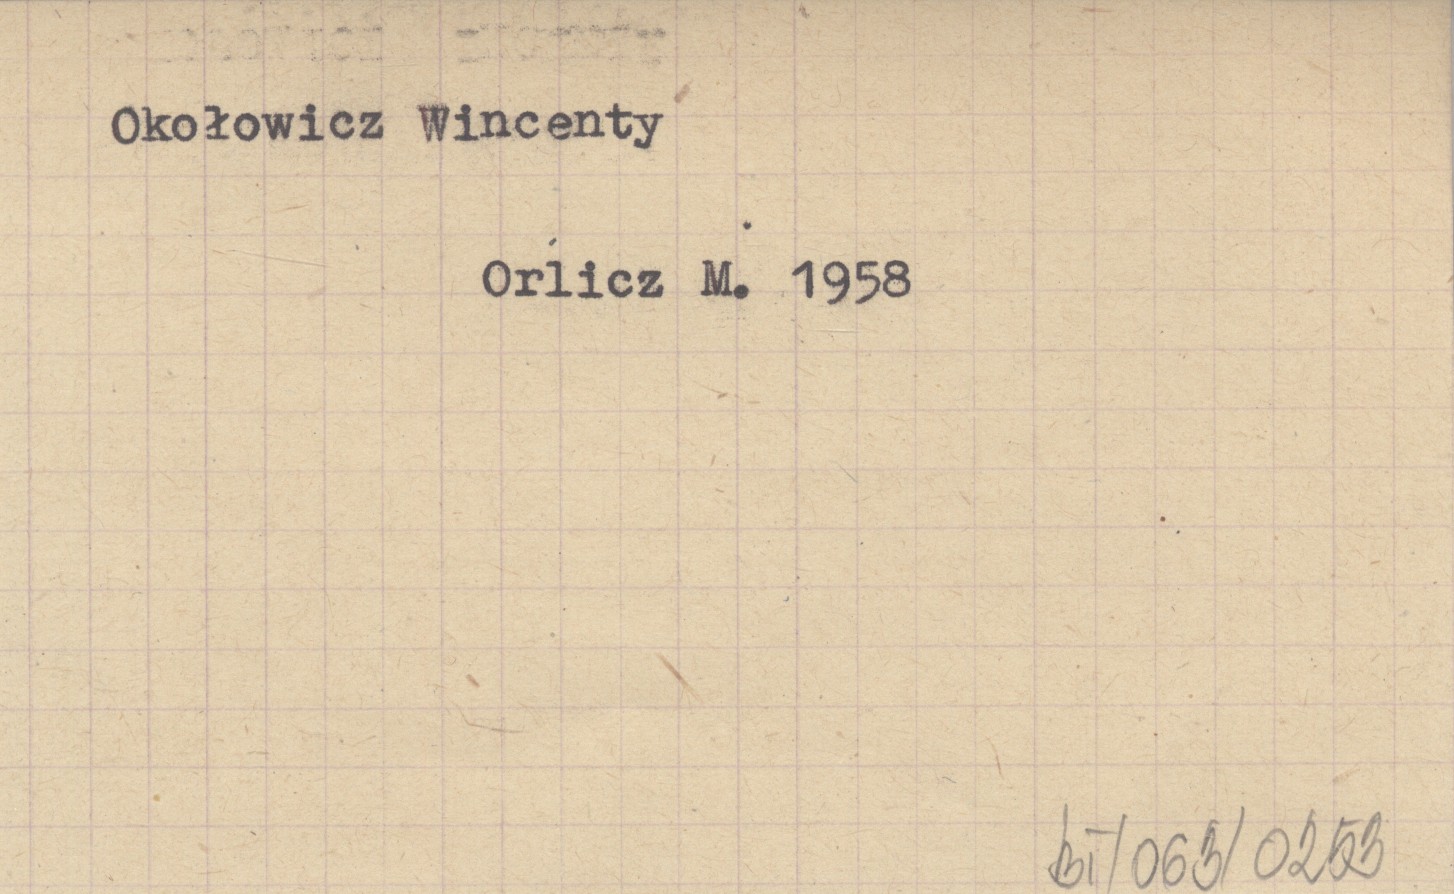 Okołowicz Wincenty
Orlicz M. 1958
bI/063/0253